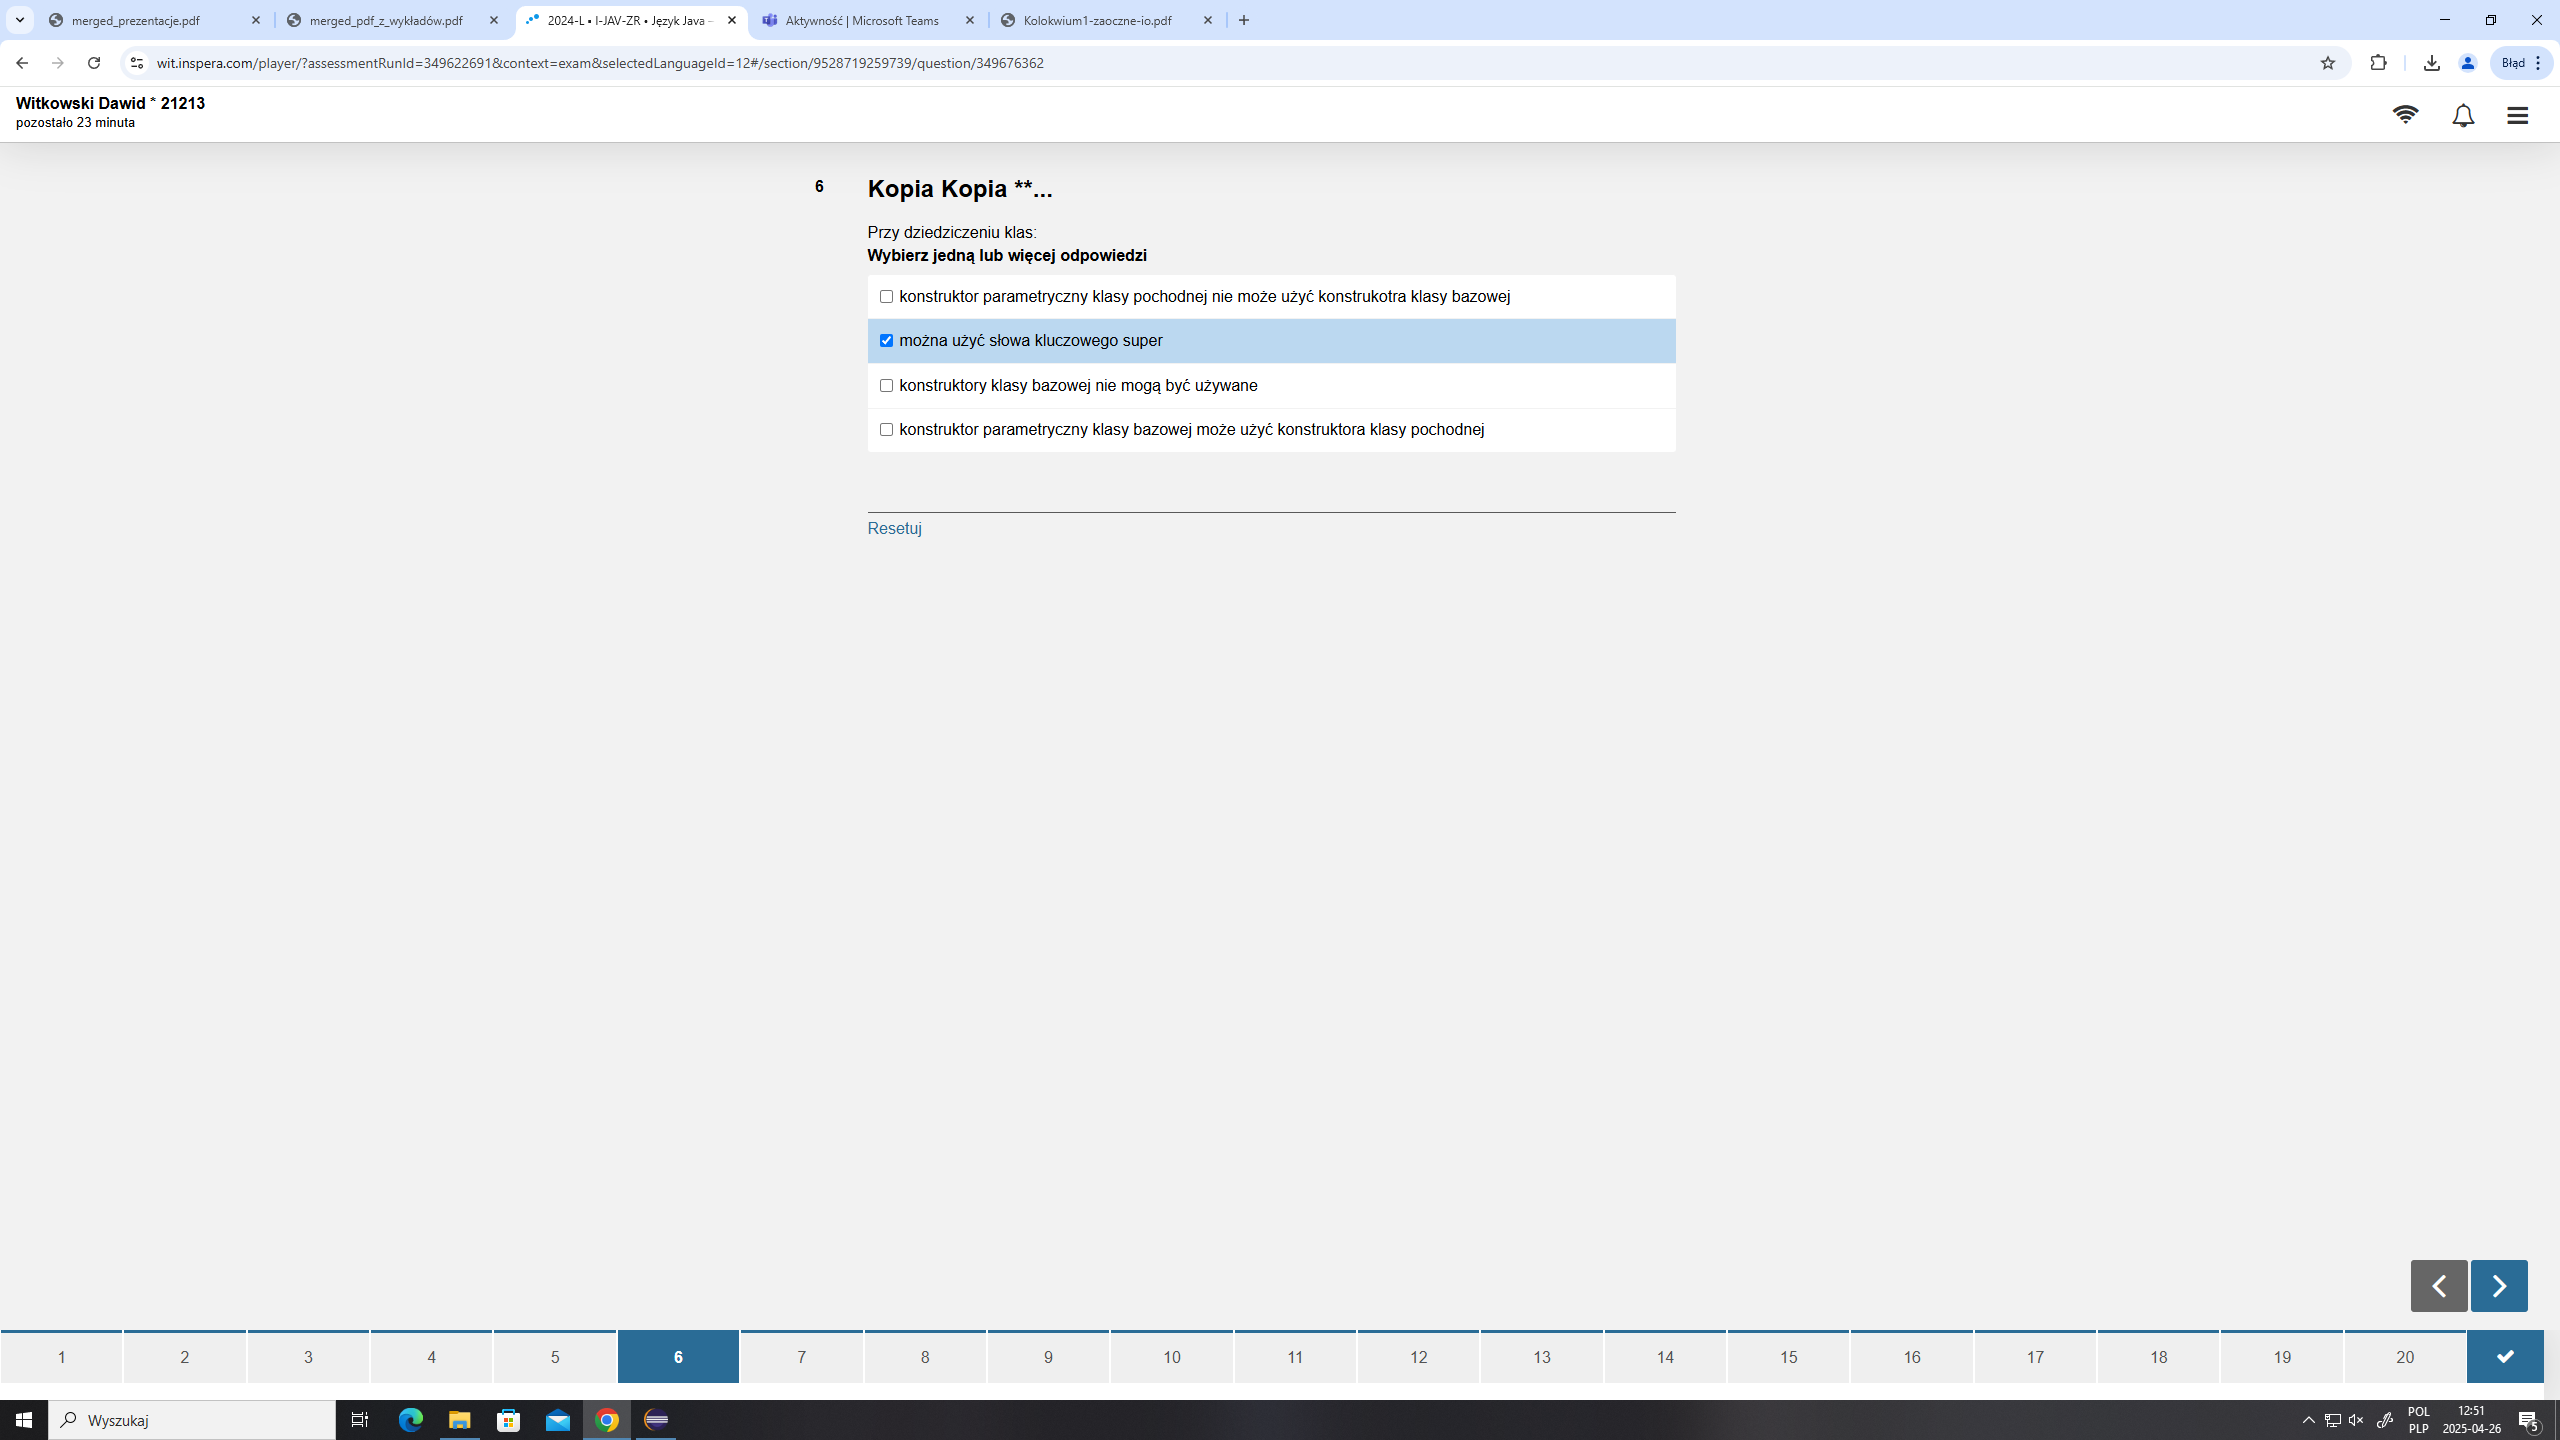 merged_prezentacje.pdf
merged_pdf_z_wykładów.pdf
2024-L • I-JAV-ZR • Język Java –
Aktywność | Microsoft Teams
Kolokwium1-zaoczne-io.pdf
wit.inspera.com/player/?assessmentRunId=349622691&context=exam&selectedLanguageId=12#/section/9528719259739/question/349676362
Błąd
Witkowski Dawid * 21213
pozostało 23 minuta
6
Kopia Kopia **...
Przy dziedziczeniu klas:
Wybierz jedną lub więcej odpowiedzi
konstruktor parametryczny klasy pochodnej nie może użyć konstrukotra klasy bazowej
można użyć słowa kluczowego super
konstruktory klasy bazowej nie mogą być używane
konstruktor parametryczny klasy bazowej może użyć konstruktora klasy pochodnej
Resetuj
1 2 3 4 5 6 7 8 9 10 11 12 13 14 15 16 17 18 19 20
Wyszukaj
POL
PLP
12:51
2025-04-26
5